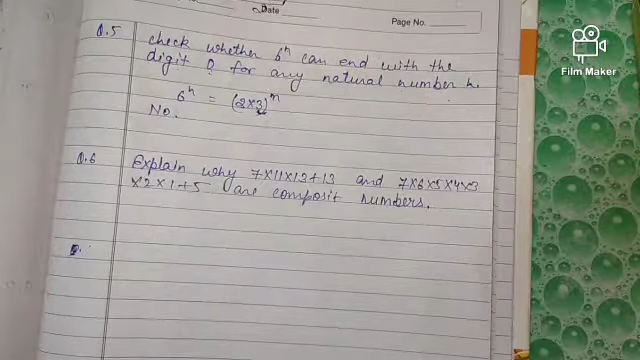 Date
Page No.
Q.5 check whether 6ⁿ can end with the
digit 0 for any natural number n.
6ⁿ = (2×3)ⁿ
No.
Q.6 Explain why 7×11×13+13 and 7×6×5×4×3
×2×1+5 are composit numbers.
Film Maker